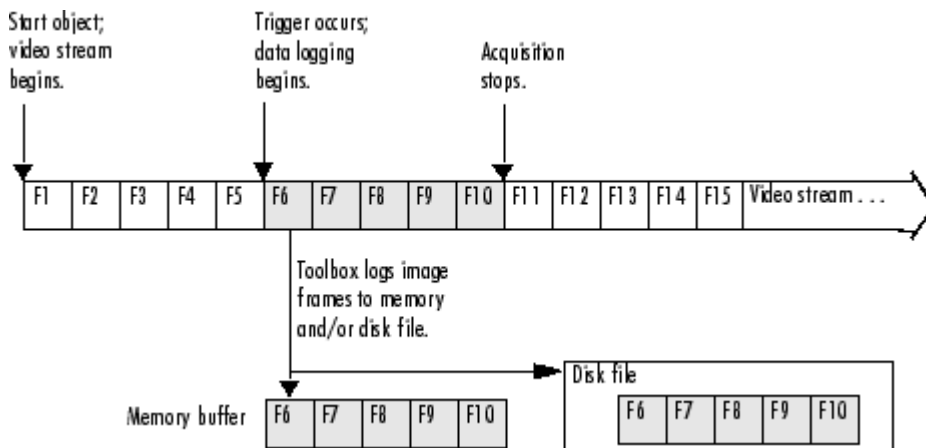 Start object;
video stream
begins.
Trigger occurs;
data logging
begins.
Acquisition
stops.
F1 F2 F3 F4 F5 F6 F7 F8 F9 F10 F11 F12 F13 F14 F15 Video stream . . .
Toolbox logs image
frames to memory
and/or disk file.
Disk file
Memory buffer F6 F7 F8 F9 F10
F6 F7 F8 F9 F10